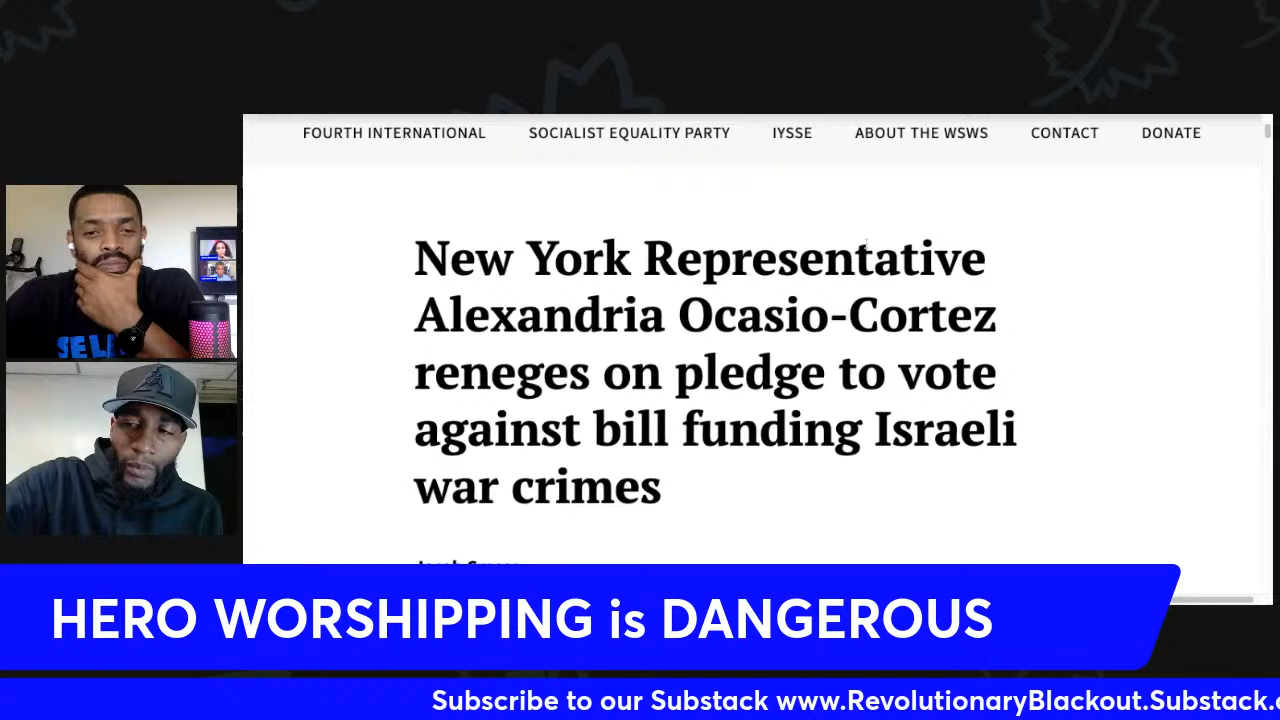 FOURTH INTERNATIONAL SOCIALIST EQUALITY PARTY IYSSE ABOUT THE WSWS CONTACT DONATE
New York Representative
Alexandria Ocasio-Cortez
reneges on pledge to vote
against bill funding Israeli
war crimes
HERO WORSHIPPING is DANGEROUS
Subscribe to our Substack www.RevolutionaryBlackout.Substack.